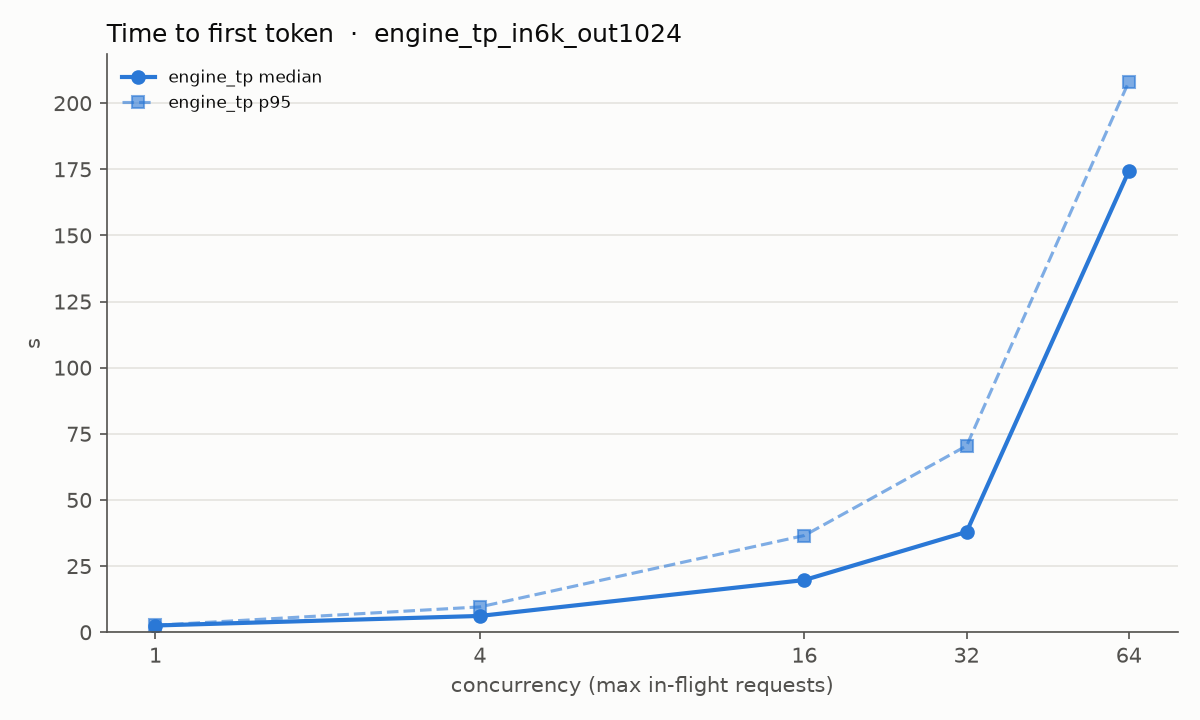 Time to first token · engine_tp_in6k_out1024
engine_tp median
engine_tp p95
200
175
150
125
100
75
50
25
0
s
1 4 16 32 64
concurrency (max in-flight requests)